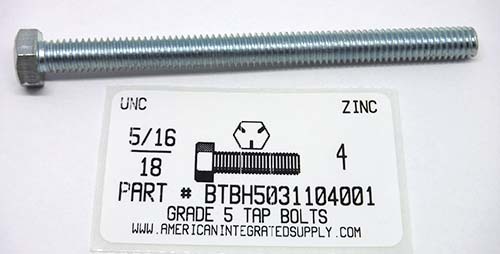 UNC ZINC
5/16
18
4
PART # BTBH5031104001
GRADE 5 TAP BOLTS
WWW.AMERICANINTEGRATEDSUPPLY.COM